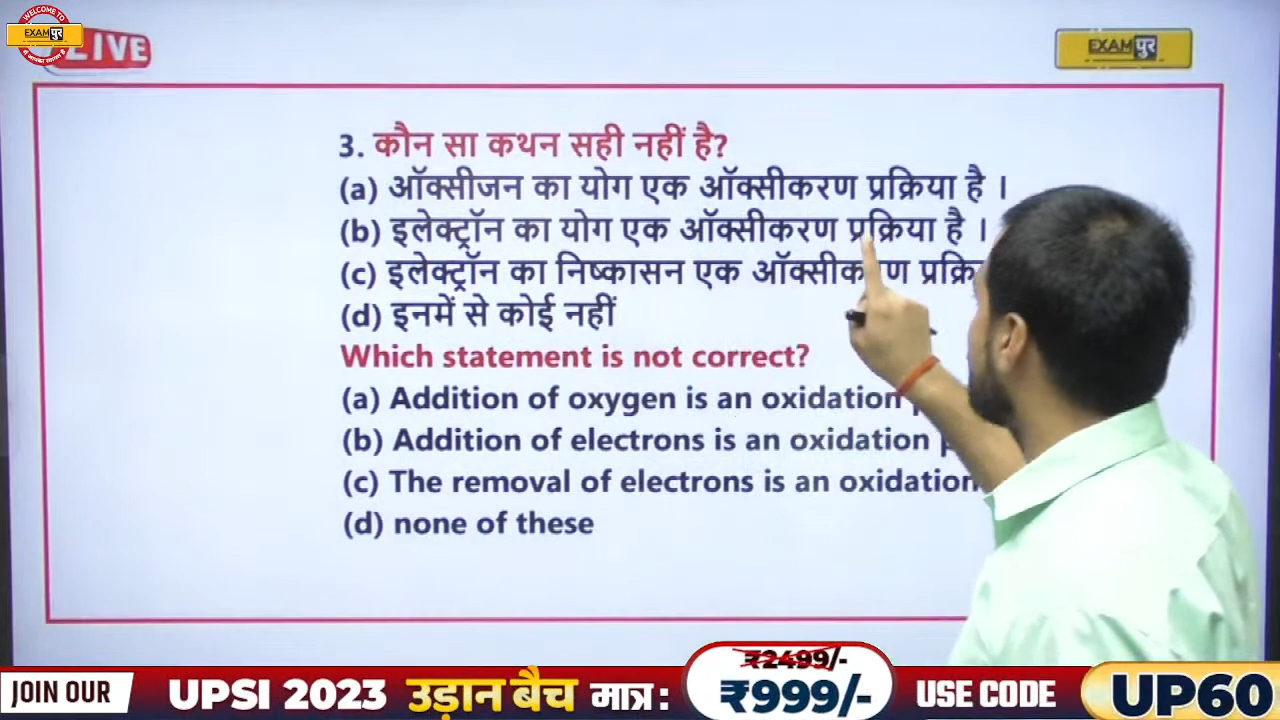 WELCOME TO
EXAMपुर
में आपका स्वागत है
LIVE
EXAMपुर
3. कौन सा कथन सही नहीं है?
(a) ऑक्सीजन का योग एक ऑक्सीकरण प्रक्रिया है ।
(b) इलेक्ट्रॉन का योग एक ऑक्सीकरण प्रक्रिया है ।
(c) इलेक्ट्रॉन का निष्कासन एक
(d) इनमें से कोई नहीं
Which statement is not correct?
(a) Addition of oxygen is an oxidation
(b) Addition of electrons is an oxidation
(c) The removal of electrons is an oxidation
(d) none of these
JOIN OUR UPSI 2023 उड़ान बैच मात्र : ₹2499/- ₹999/- USE CODE UP60